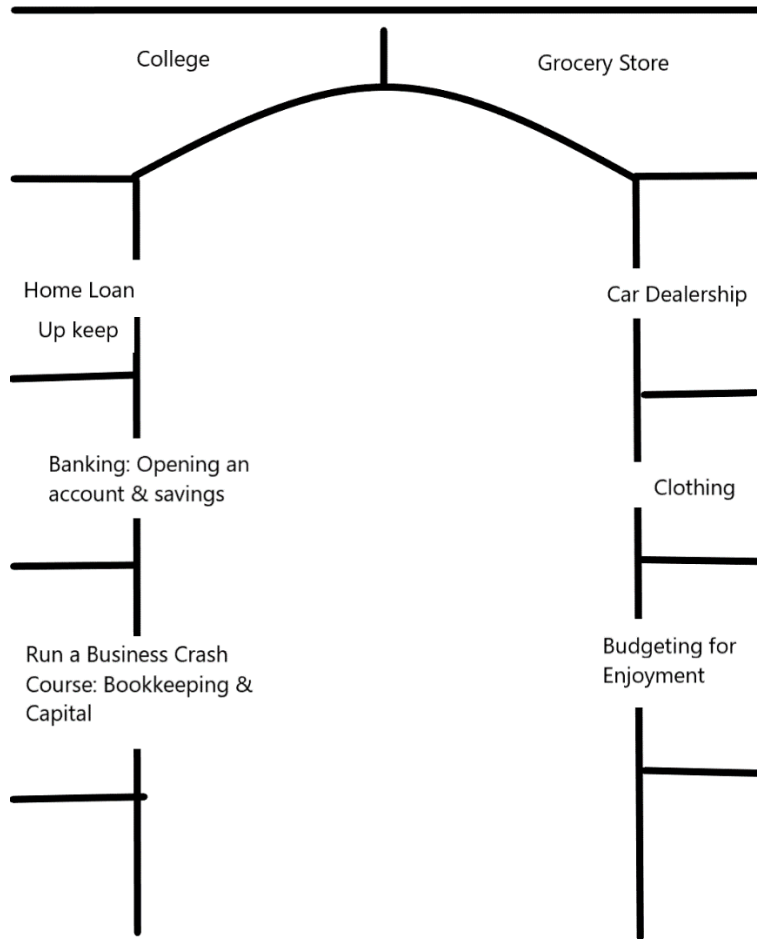 College
Grocery Store
Home Loan
Up keep
Car Dealership
Banking: Opening an
account & savings
Clothing
Run a Business Crash
Course: Bookkeeping &
Capital
Budgeting for
Enjoyment